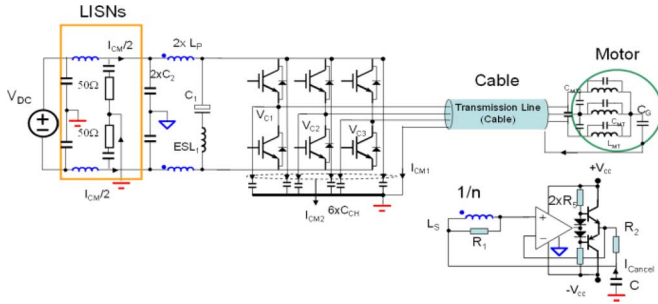 LISNs
Motor
Cable
I_CM/2
2x L_P
50Ω
2xC_2
C_1
V_DC
50Ω
ESL_1
V_C1
V_C2
V_C3
Transmission Line
(Cable)
C_MT
C_MT
L_MT
C_G
I_CM/2
I_CM1
I_CM2
6xC_CH
+V_cc
1/n
2xR_5
L_S
R_1
R_2
I_Cancel
-V_cc
C
+
-